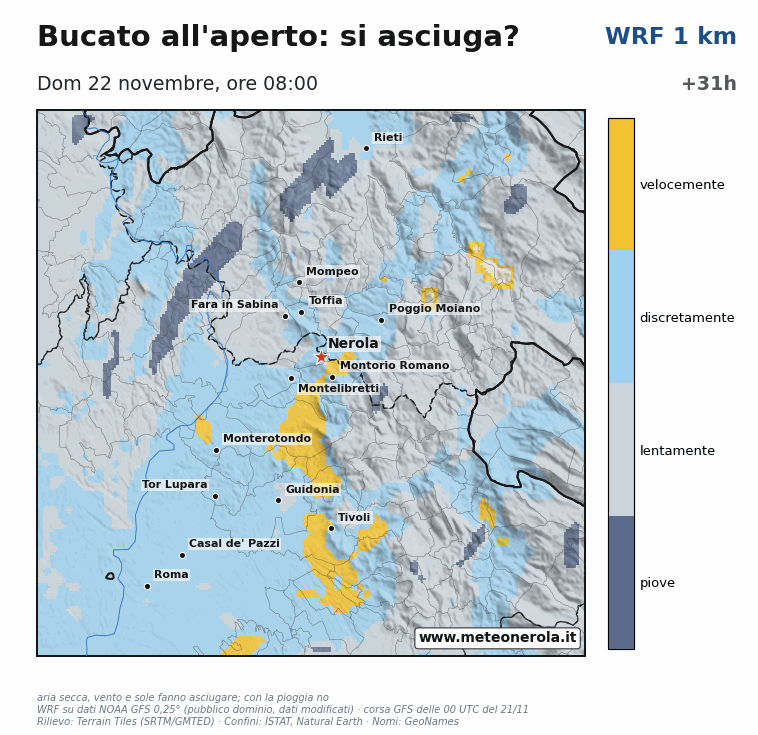 Bucato all'aperto: si asciuga?
WRF 1 km
Dom 22 novembre, ore 08:00
+31h
Rieti
velocemente
Mompeo
Toffia
Fara in Sabina
Poggio Moiano
discretamente
Nerola
Montorio Romano
Montelibretti
Monterotondo
lentamente
Tor Lupara
Guidonia
Tivoli
Casal de' Pazzi
Roma
piove
www.meteonerola.it
aria secca, vento e sole fanno asciugare; con la pioggia no
WRF su dati NOAA GFS 0,25° (pubblico dominio, dati modificati) · corsa GFS delle 00 UTC del 21/11
Rilievo: Terrain Tiles (SRTM/GMTED) · Confini: ISTAT, Natural Earth · Nomi: GeoNames